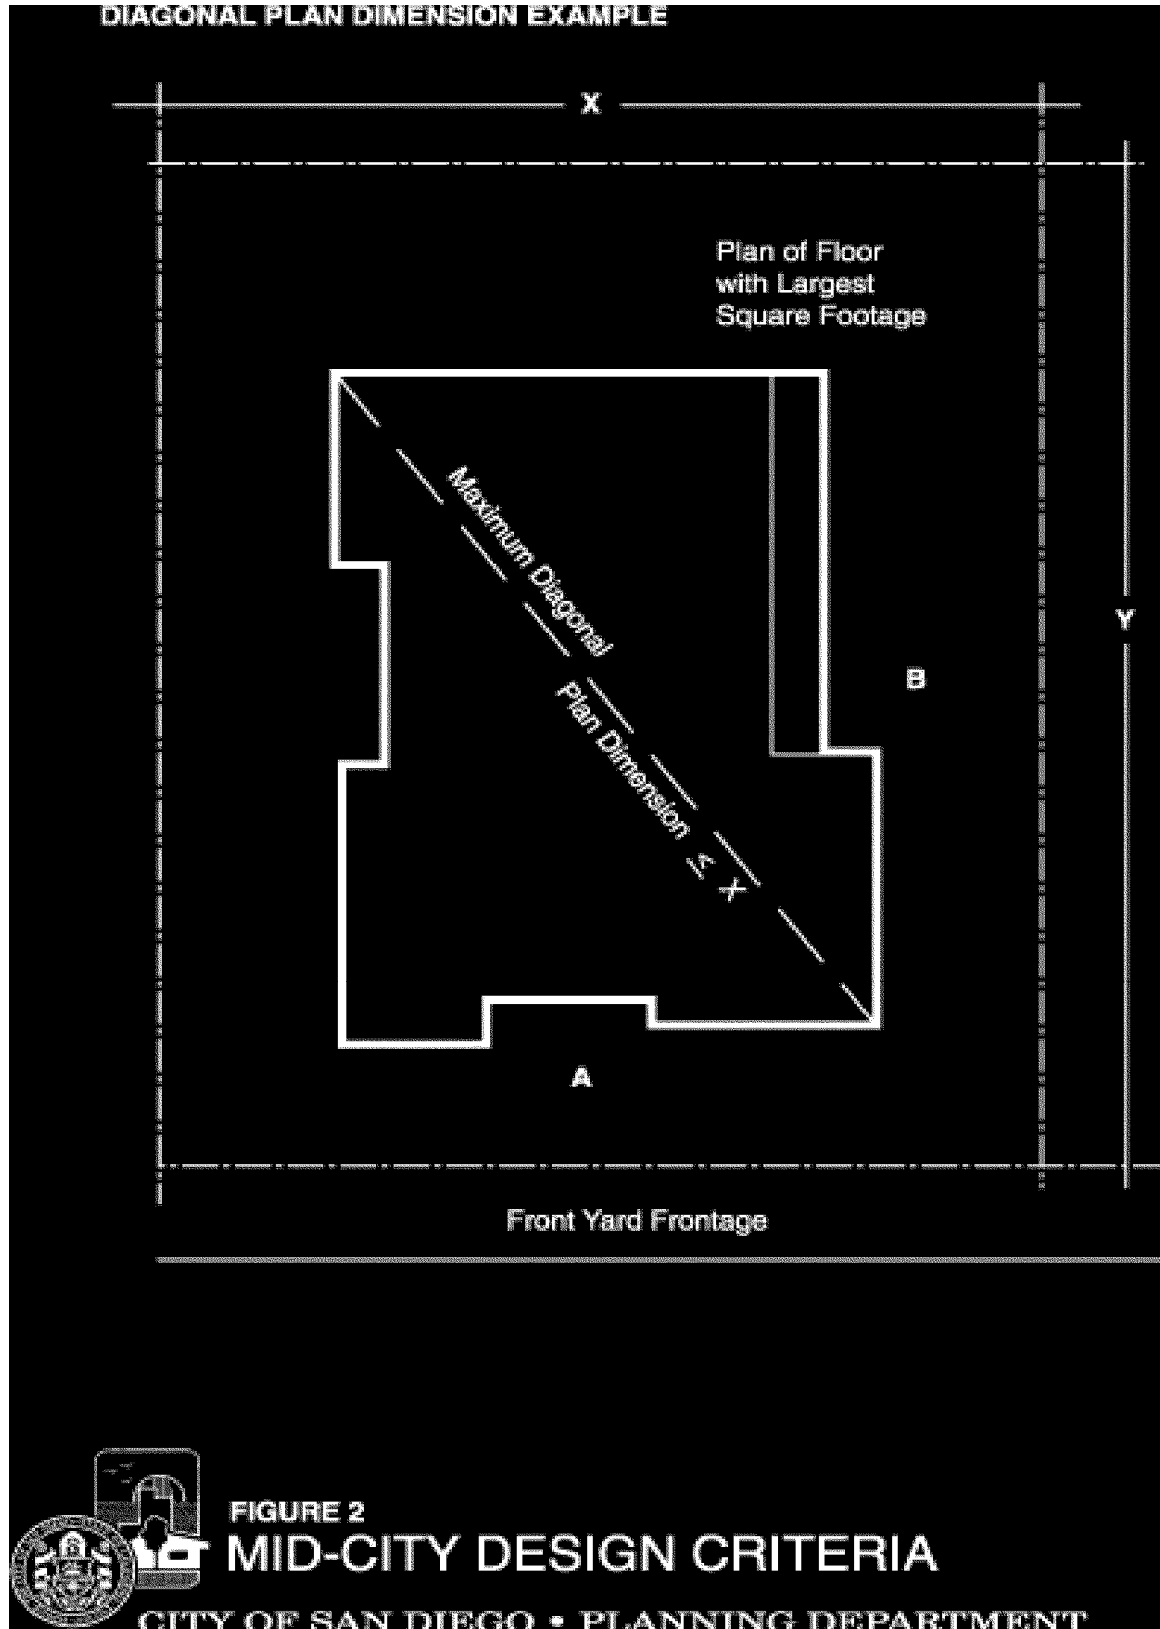 DIAGONAL PLAN DIMENSION EXAMPLE
X
Plan of Floor
with Largest
Square Footage
Maximum Diagonal
Plan Dimension ≤ X
Y
B
A
Front Yard Frontage
FIGURE 2
MID-CITY DESIGN CRITERIA
CITY OF SAN DIEGO • PLANNING DEPARTMENT